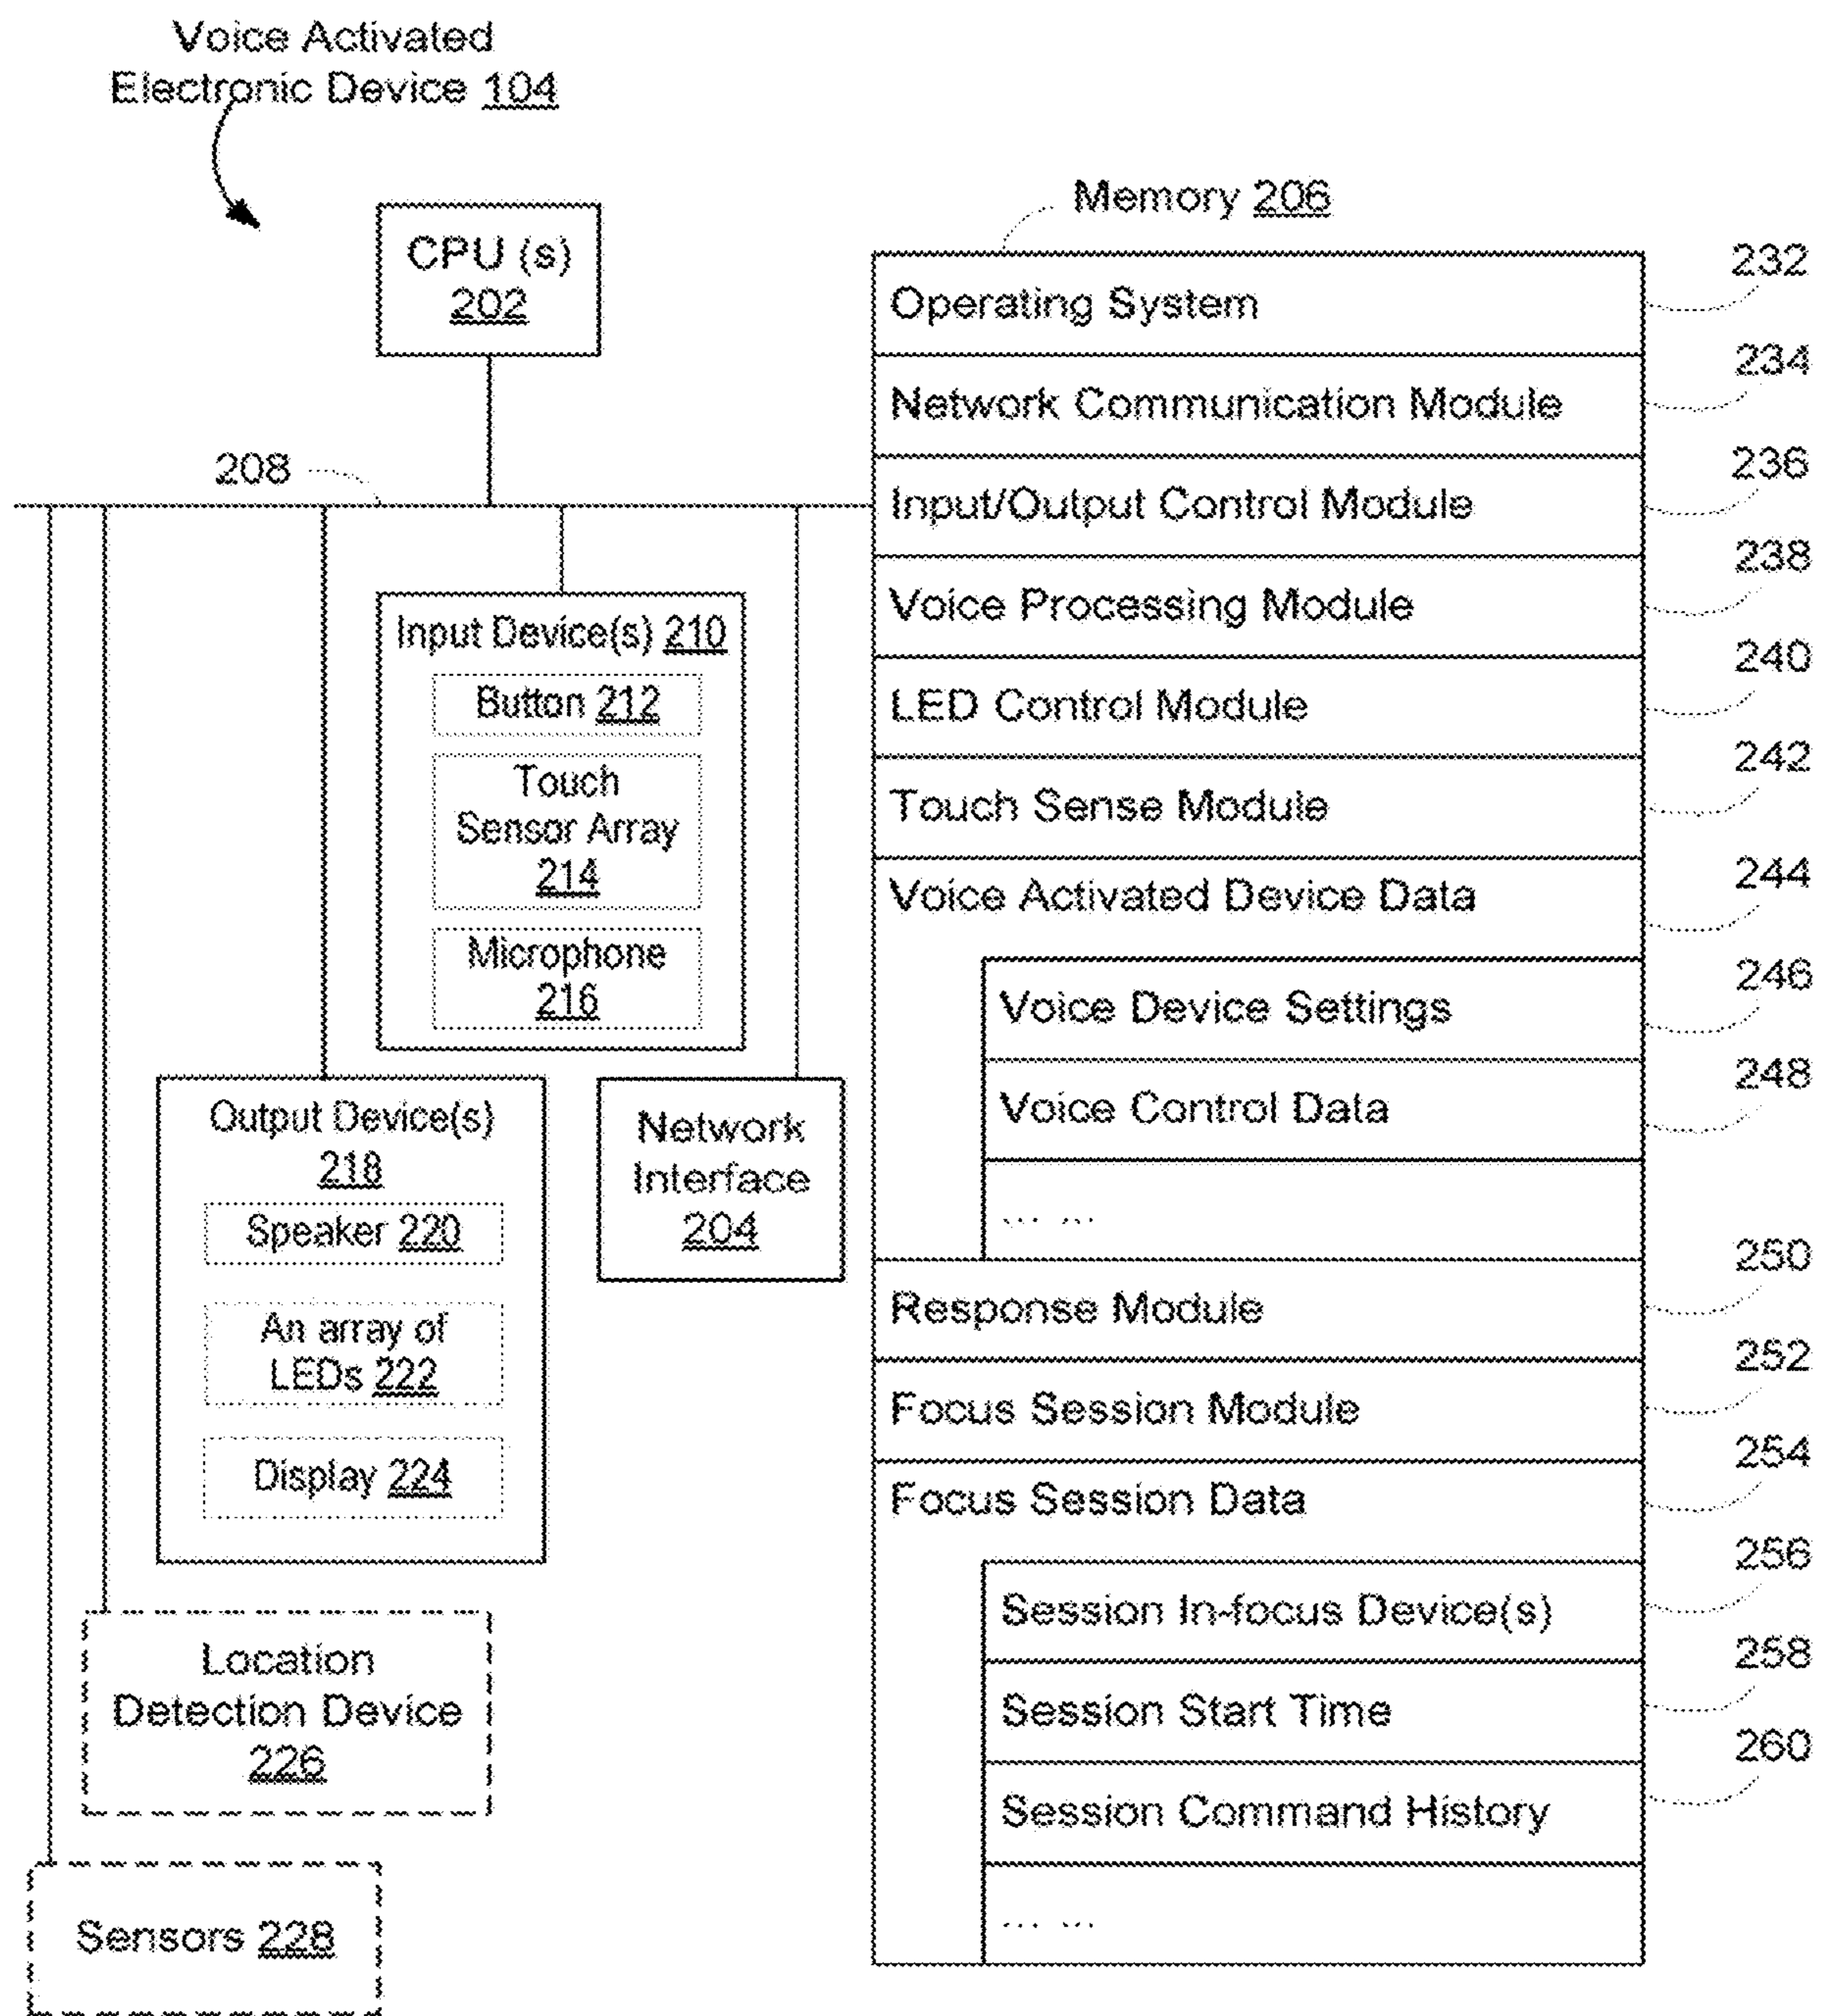 Voice Activated
Electronic Device 104
Memory 206
CPU (s)
202
208
Input Device(s) 210
Button 212
Touch
Sensor Array
214
Microphone
216
Output Device(s)
218
Speaker 220
An array of
LEDs 222
Display 224
Network
Interface
204
Location
Detection Device
226
Sensors 228
Operating System
232
Network Communication Module
234
Input/Output Control Module
236
Voice Processing Module
238
LED Control Module
240
Touch Sense Module
242
Voice Activated Device Data
244
Voice Device Settings
246
Voice Control Data
248
... ...
Response Module
250
Focus Session Module
252
Focus Session Data
254
Session In-focus Device(s)
256
Session Start Time
258
Session Command History
260
... ...